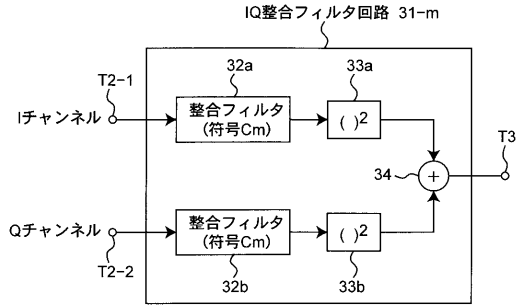 IQ整合フィルタ回路 31-m
T2-1
32a
33a
Iチャンネル
整合フィルタ
(符号Cm)
( )2
T3
34
+
Qチャンネル
整合フィルタ
(符号Cm)
( )2
T2-2
32b
33b